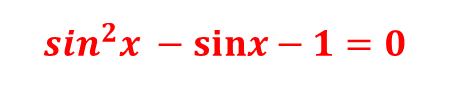 sin²x − sinx − 1 = 0